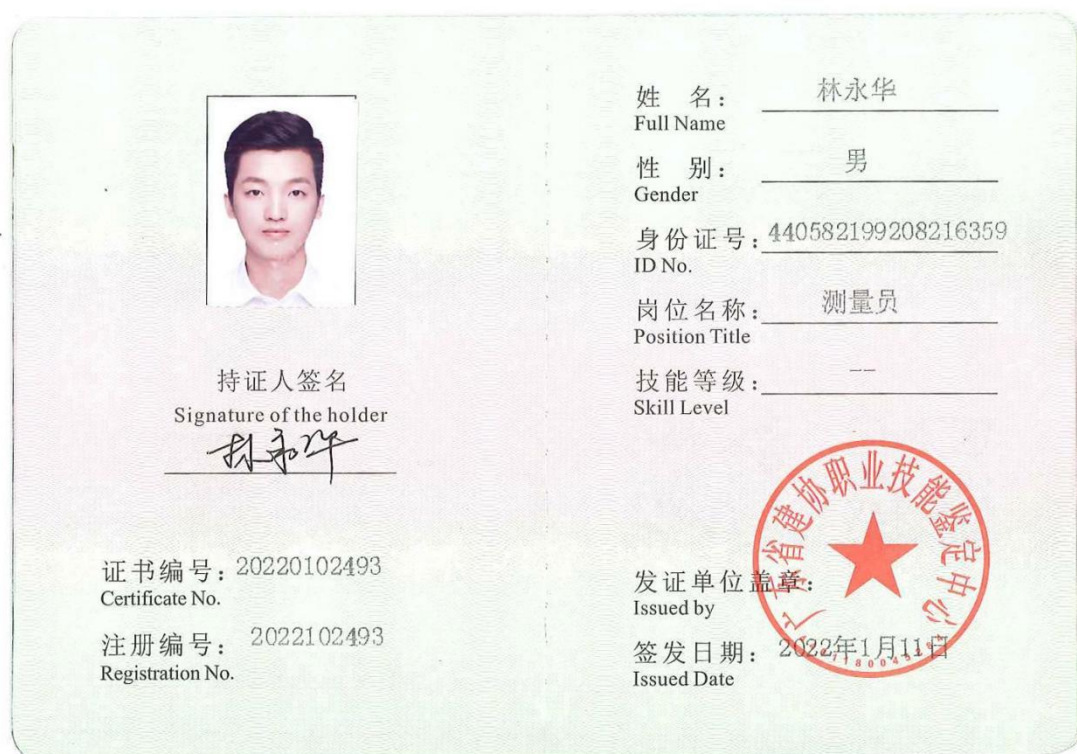 持证人签名
Signature of the holder
林永华
证书编号：20220102493
Certificate No.
注册编号： 2022102493
Registration No.
姓 名： 林永华
Full Name
性 别： 男
Gender
身份证号：440582199208216359
ID No.
岗位名称：测量员
Position Title
技能等级：--
Skill Level
广东省建协职业技能鉴定中心
发证单位盖章：
Issued by
签发日期： 2022年1月11日
Issued Date